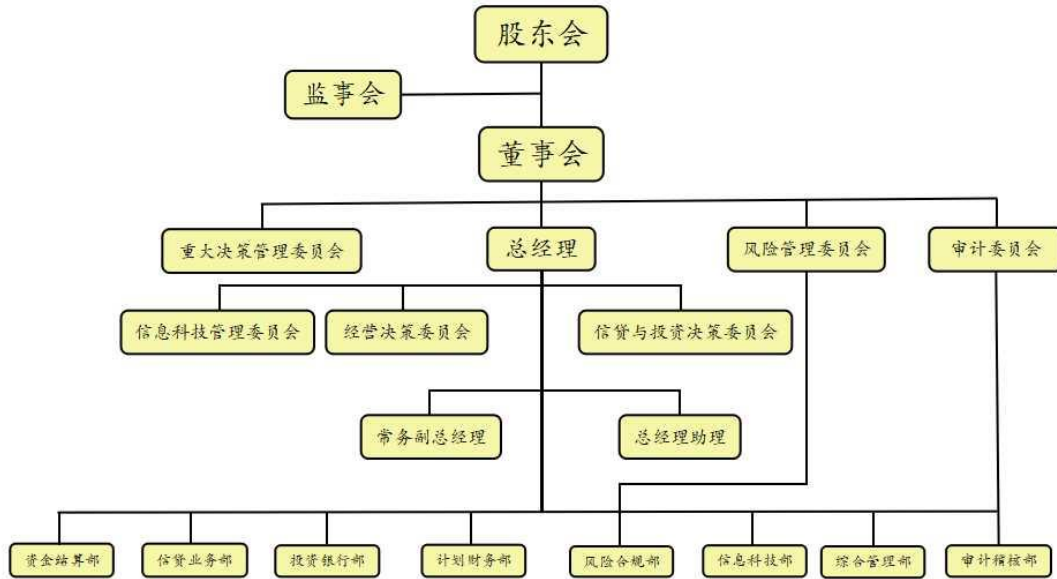 股东会
监事会
董事会
重大决策管理委员会
总经理
风险管理委员会
审计委员会
信息科技管理委员会
经营决策委员会
信贷与投资决策委员会
常务副总经理
总经理助理
资金结算部
信贷业务部
投资银行部
计划财务部
风险合规部
信息科技部
综合管理部
审计稽核部